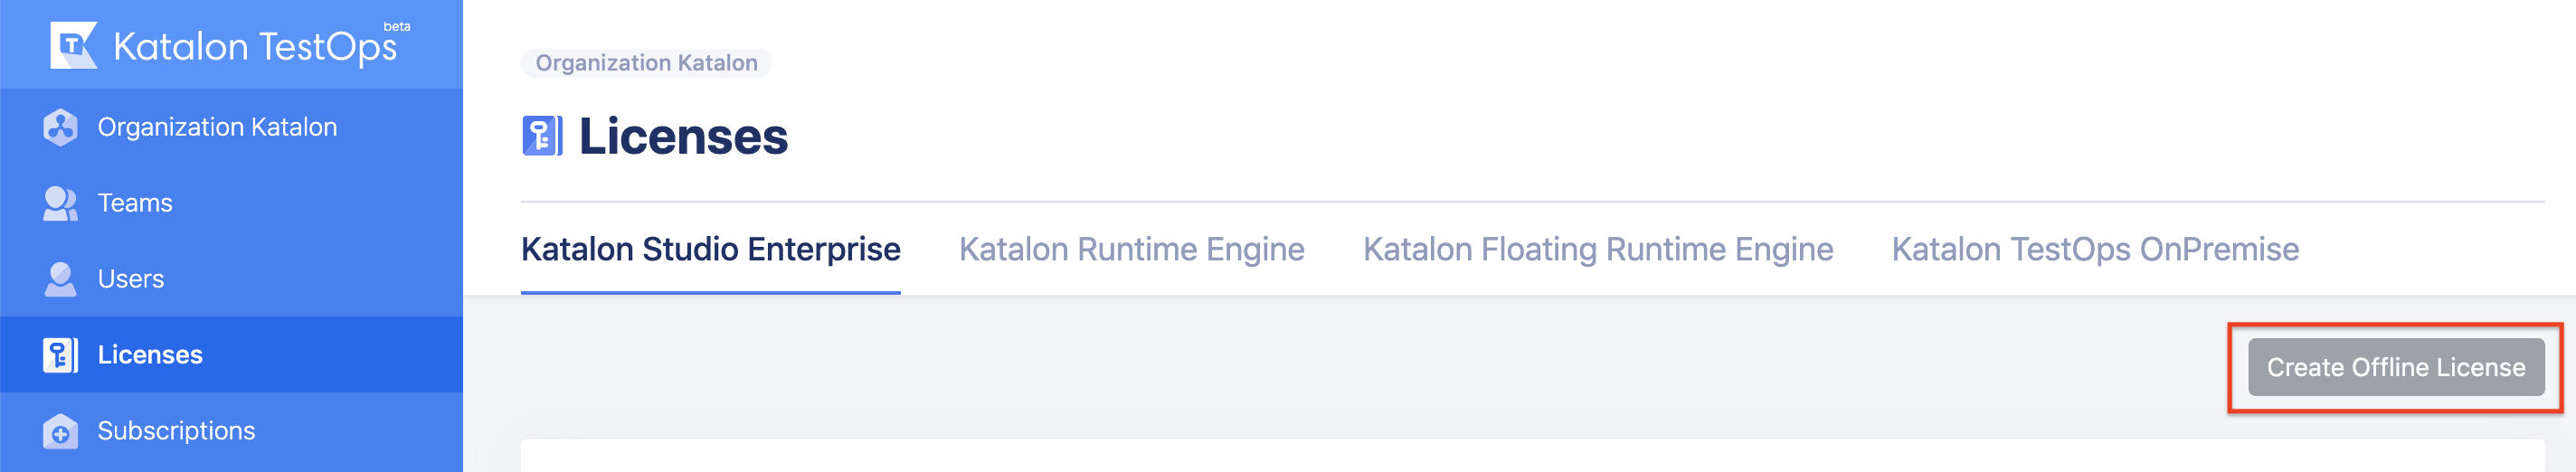 Katalon TestOps beta
Organization Katalon
Teams
Users
Licenses
Subscriptions
Organization Katalon
Licenses
Katalon Studio Enterprise Katalon Runtime Engine Katalon Floating Runtime Engine Katalon TestOps OnPremise
Create Offline License